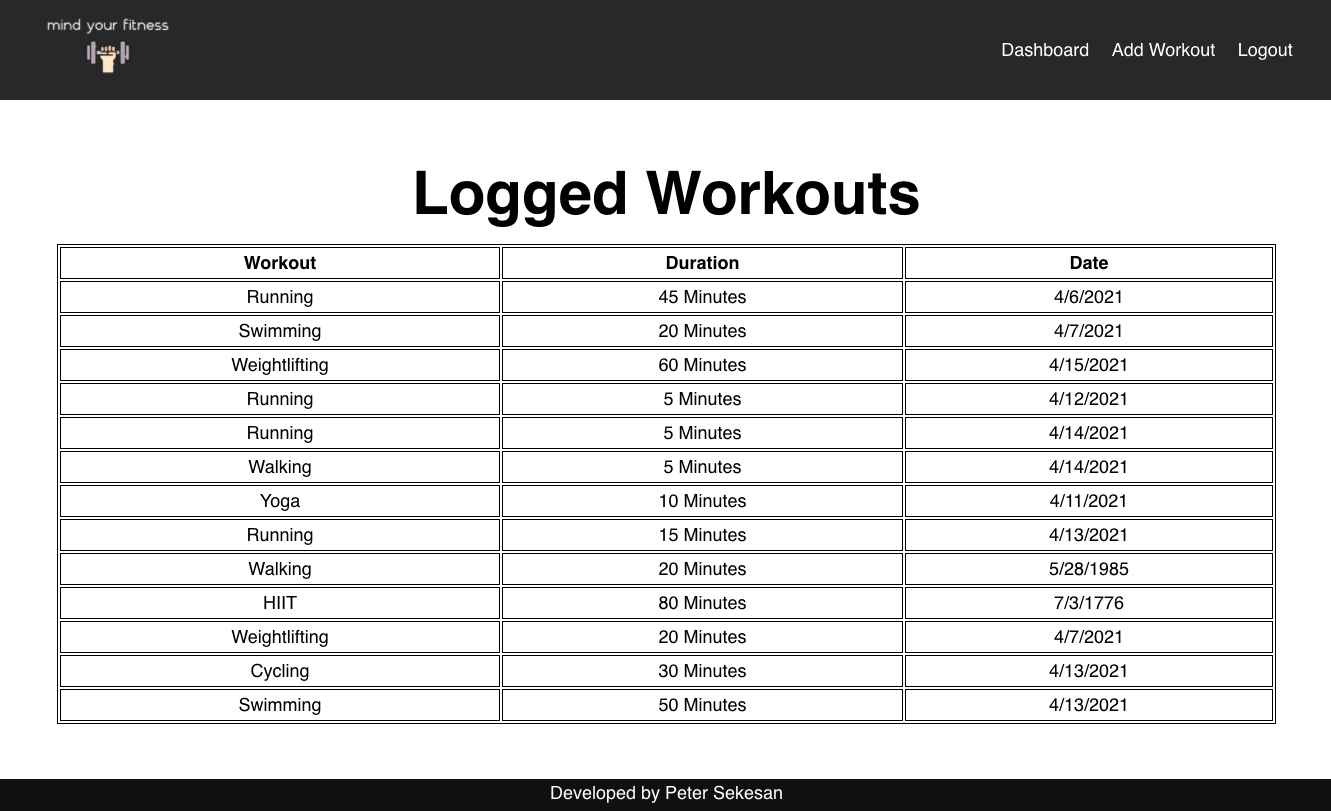 mind your fitness
Dashboard Add Workout Logout
Logged Workouts
Workout Duration Date
Running 45 Minutes 4/6/2021
Swimming 20 Minutes 4/7/2021
Weightlifting 60 Minutes 4/15/2021
Running 5 Minutes 4/12/2021
Running 5 Minutes 4/14/2021
Walking 5 Minutes 4/14/2021
Yoga 10 Minutes 4/11/2021
Running 15 Minutes 4/13/2021
Walking 20 Minutes 5/28/1985
HIIT 80 Minutes 7/3/1776
Weightlifting 20 Minutes 4/7/2021
Cycling 30 Minutes 4/13/2021
Swimming 50 Minutes 4/13/2021
Developed by Peter Sekesan